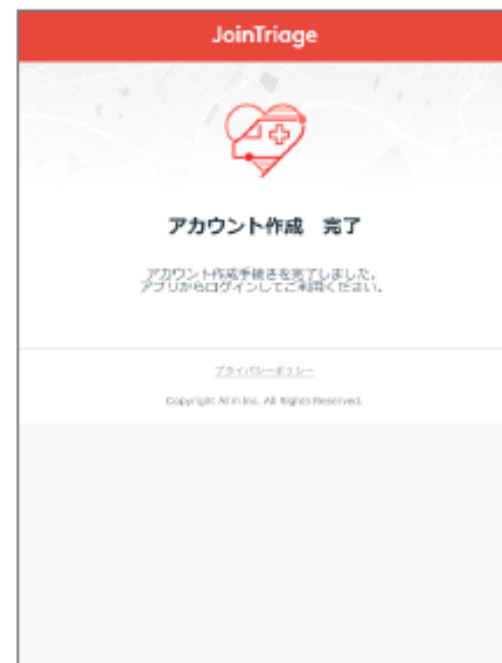 JoinTriage
アカウント作成　完了
アカウント作成手続きを完了しました。
アプリからログインしてご利用ください。
プライバシーポリシー
Copyright Allm Inc. All Rights Reserved.